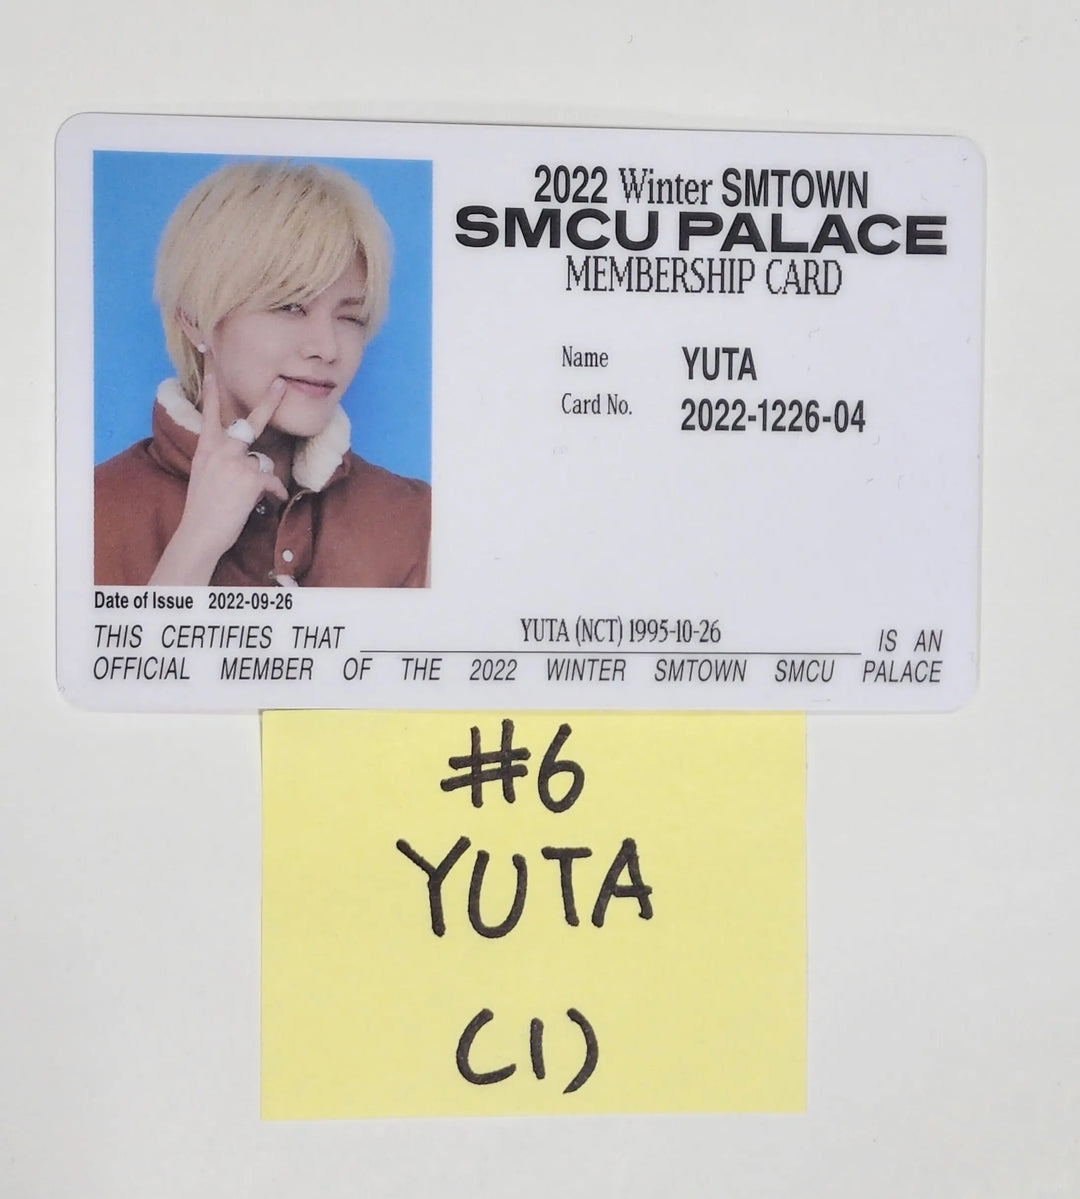 2022 Winter SMTOWN
SMCU PALACE
MEMBERSHIP CARD
Name YUTA
Card No. 2022-1226-04
Date of Issue 2022-09-26
THIS CERTIFIES THAT YUTA (NCT) 1995-10-26 IS AN
OFFICIAL MEMBER OF THE 2022 WINTER SMTOWN SMCU PALACE
#6
YUTA
(1)